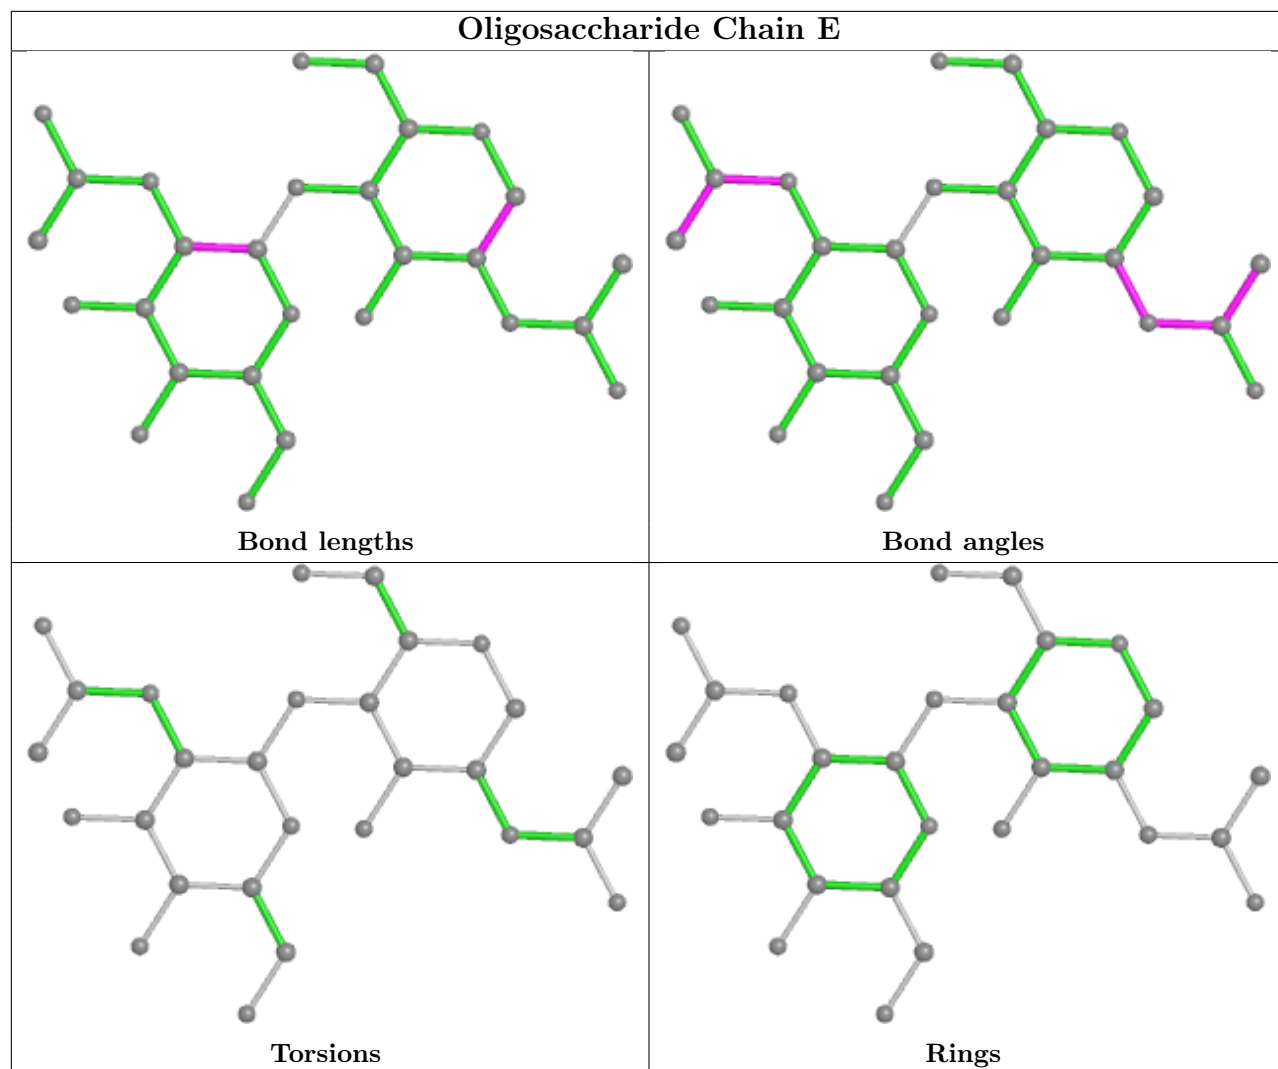 Oligosaccharide Chain E
Bond lengths
Bond angles
Torsions
Rings